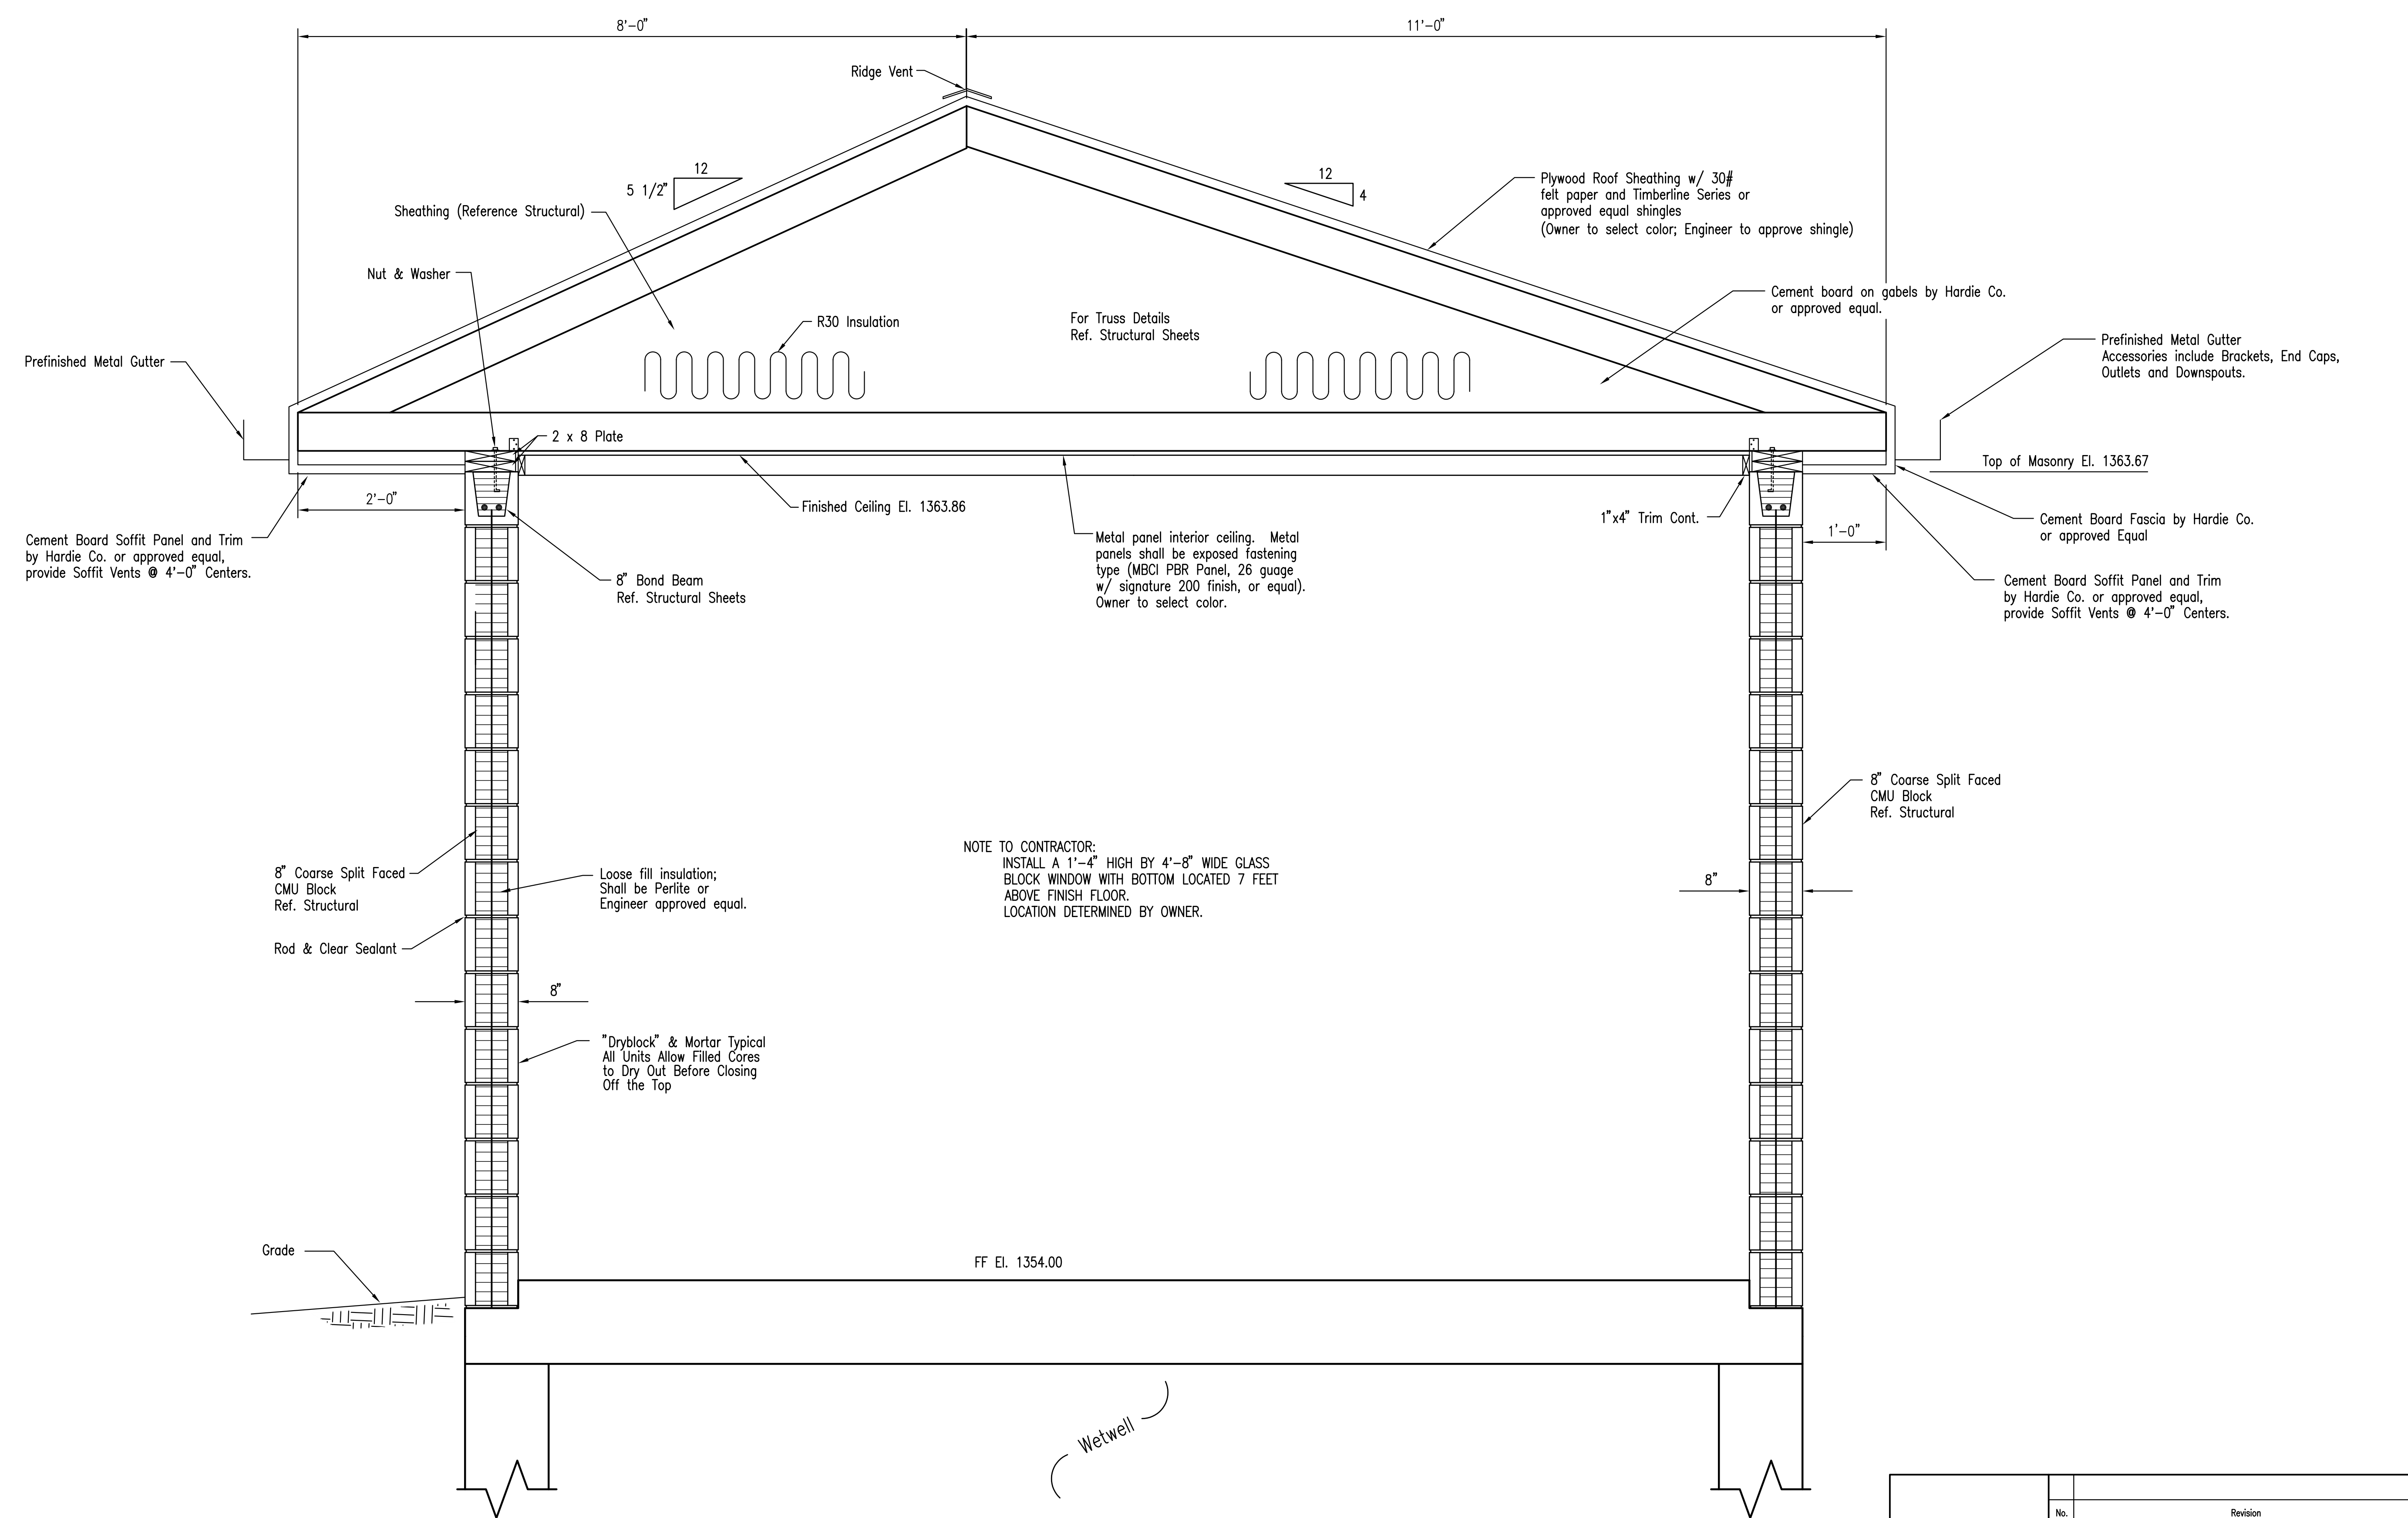 8'-0"
11'-0"
Ridge Vent
12
5 1/2"
12
4
Plywood Roof Sheathing w/ 30#
felt paper and Timberline Series or
approved equal shingles
(Owner to select color; Engineer to approve shingle)
Sheathing (Reference Structural)
Nut & Washer
R30 Insulation
For Truss Details
Ref. Structural Sheets
Cement board on gabels by Hardie Co.
or approved equal.
Prefinished Metal Gutter
Prefinished Metal Gutter
Accessories include Brackets, End Caps,
Outlets and Downspouts.
2 x 8 Plate
Top of Masonry El. 1363.67
2'-0"
Finished Ceiling El. 1363.86
1"x4" Trim Cont.
1'-0"
Cement Board Fascia by Hardie Co.
or approved Equal
Cement Board Soffit Panel and Trim
by Hardie Co. or approved equal,
provide Soffit Vents @ 4'-0" Centers.
Metal panel interior ceiling. Metal
panels shall be exposed fastening
type (MBCI PBR Panel, 26 guage
w/ signature 200 finish, or equal).
Owner to select color.
8" Bond Beam
Ref. Structural Sheets
Cement Board Soffit Panel and Trim
by Hardie Co. or approved equal,
provide Soffit Vents @ 4'-0" Centers.
8" Coarse Split Faced
CMU Block
Ref. Structural
NOTE TO CONTRACTOR:
INSTALL A 1'-4" HIGH BY 4'-8" WIDE GLASS
BLOCK WINDOW WITH BOTTOM LOCATED 7 FEET
ABOVE FINISH FLOOR.
LOCATION DETERMINED BY OWNER.
8" Coarse Split Faced
CMU Block
Ref. Structural
Loose fill insulation;
Shall be Perlite or
Engineer approved equal.
8"
Rod & Clear Sealant
8"
"Dryblock" & Mortar Typical
All Units Allow Filled Cores
to Dry Out Before Closing
Off the Top
Grade
FF El. 1354.00
Wetwell
No.
Revision